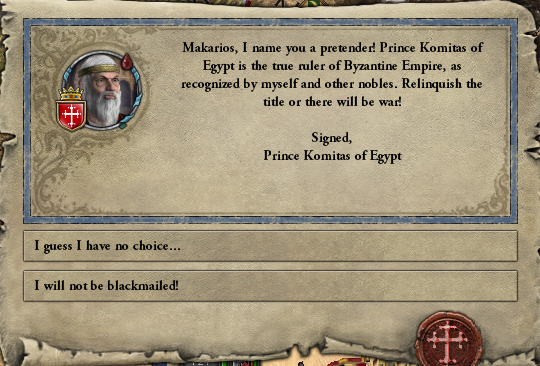 Makarios, I name you a pretender! Prince Komitas of
Egypt is the true ruler of Byzantine Empire, as
recognized by myself and other nobles. Relinquish the
title or there will be war!
Signed,
Prince Komitas of Egypt
I guess I have no choice...
I will not be blackmailed!